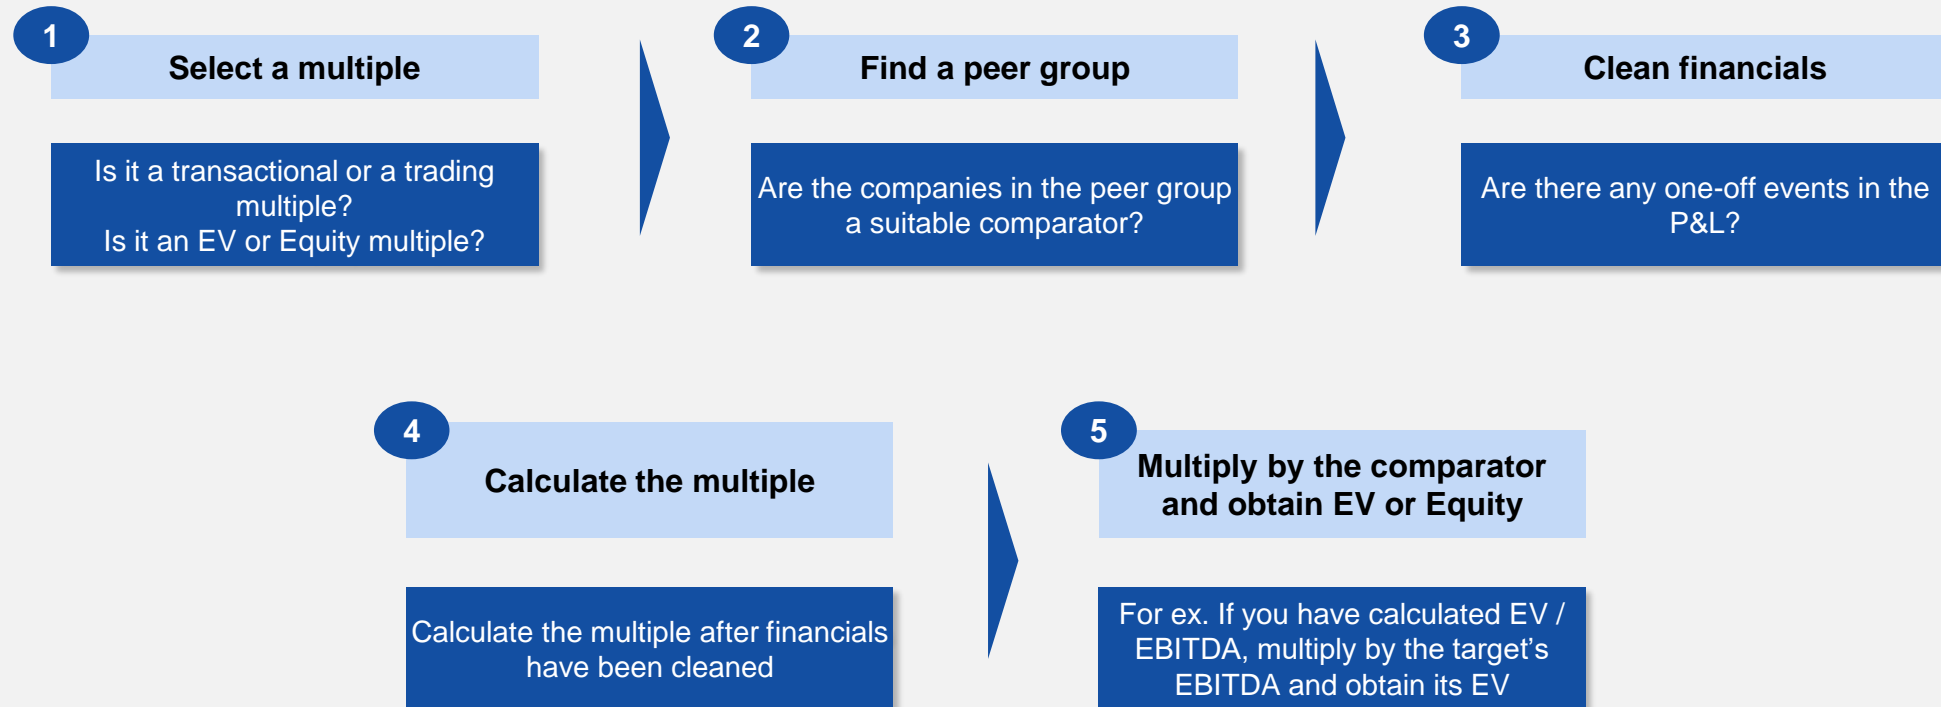 1
Select a multiple
Is it a transactional or a trading
multiple?
Is it an EV or Equity multiple?
2
Find a peer group
Are the companies in the peer group
a suitable comparator?
3
Clean financials
Are there any one-off events in the
P&L?
4
Calculate the multiple
Calculate the multiple after financials
have been cleaned
5
Multiply by the comparator
and obtain EV or Equity
For ex. If you have calculated EV /
EBITDA, multiply by the target’s
EBITDA and obtain its EV